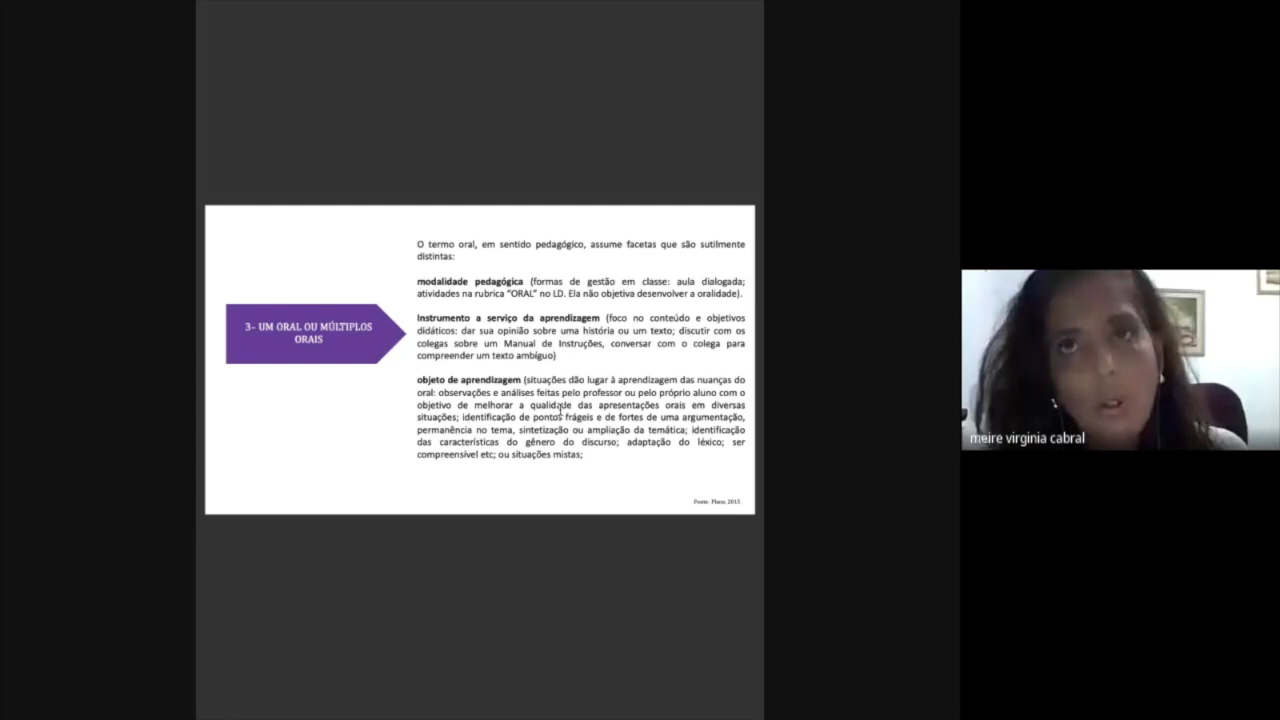 3- UM ORAL OU MÚLTIPLOS
ORAIS
O termo oral, em sentido pedagógico, assume facetas que são sutilmente
distintas:
modalidade pedagógica (formas de gestão em classe: aula dialogada;
atividades na rubrica “ORAL” no LD. Ela não objetiva desenvolver a oralidade).
Instrumento a serviço da aprendizagem (foco no conteúdo e objetivos
didáticos: dar sua opinião sobre uma história ou um texto; discutir com os
colegas sobre um Manual de Instruções, conversar com o colega para
compreender um texto ambíguo)
objeto de aprendizagem (situações dão lugar à aprendizagem das nuanças do
oral: observações e análises feitas pelo professor ou pelo próprio aluno com o
objetivo de melhorar a qualidade das apresentações orais em diversas
situações; identificação de pontos frágeis e de fortes de uma argumentação,
permanência no tema, sintetização ou ampliação da temática; identificação
das características do gênero do discurso; adaptação do léxico; ser
compreensível etc; ou situações mistas;
Fonte- Plane, 2015
meire virginia cabral